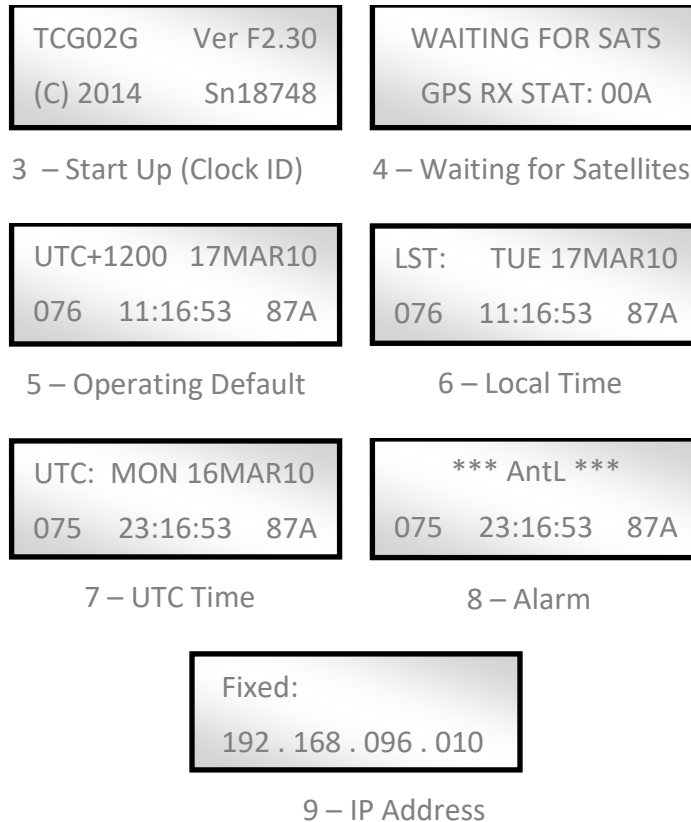 TCG02G Ver F2.30
(C) 2014 Sn18748
3 – Start Up (Clock ID)
WAITING FOR SATS
GPS RX STAT: 00A
4 – Waiting for Satellites
UTC+1200 17MAR10
076 11:16:53 87A
5 – Operating Default
LST: TUE 17MAR10
076 11:16:53 87A
6 – Local Time
UTC: MON 16MAR10
075 23:16:53 87A
7 – UTC Time
*** AntL ***
075 23:16:53 87A
8 – Alarm
Fixed:
192 . 168 . 096 . 010
9 – IP Address